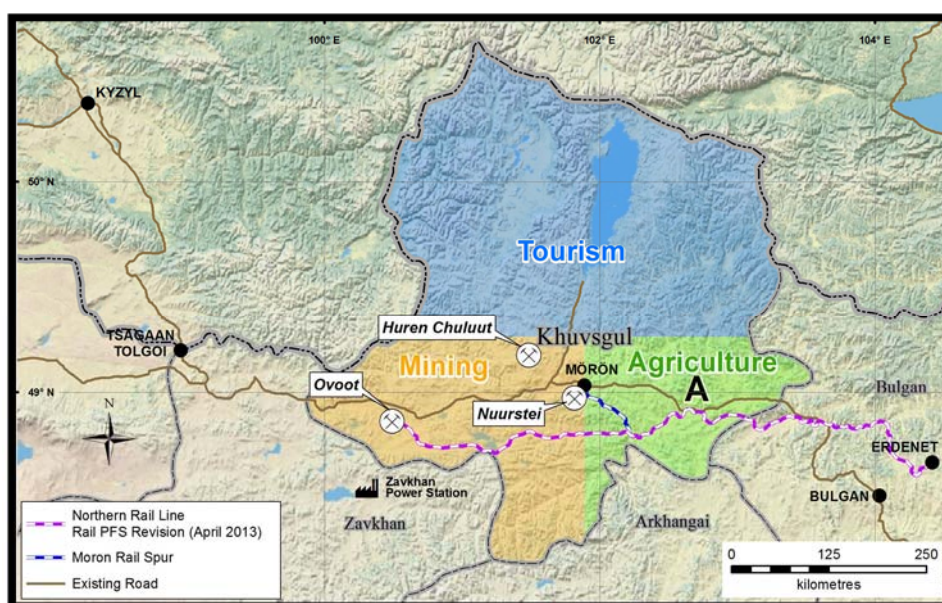 100° E
102° E
104° E
KYZYL
50° N
Tourism
TSAGAAN
TOLGOI
Huren Chuluut
Khuvsgul
Mining
Agriculture
MÖRÖN
A
Ovoot
49° N
Nuurstei
Bulgan
N
ERDENET
Zavkhan
Power Station
BULGAN
Zavkhan
Arkhangai
Northern Rail Line
Rail PFS Revision (April 2013)
Moron Rail Spur
Existing Road
0 125 250
kilometres